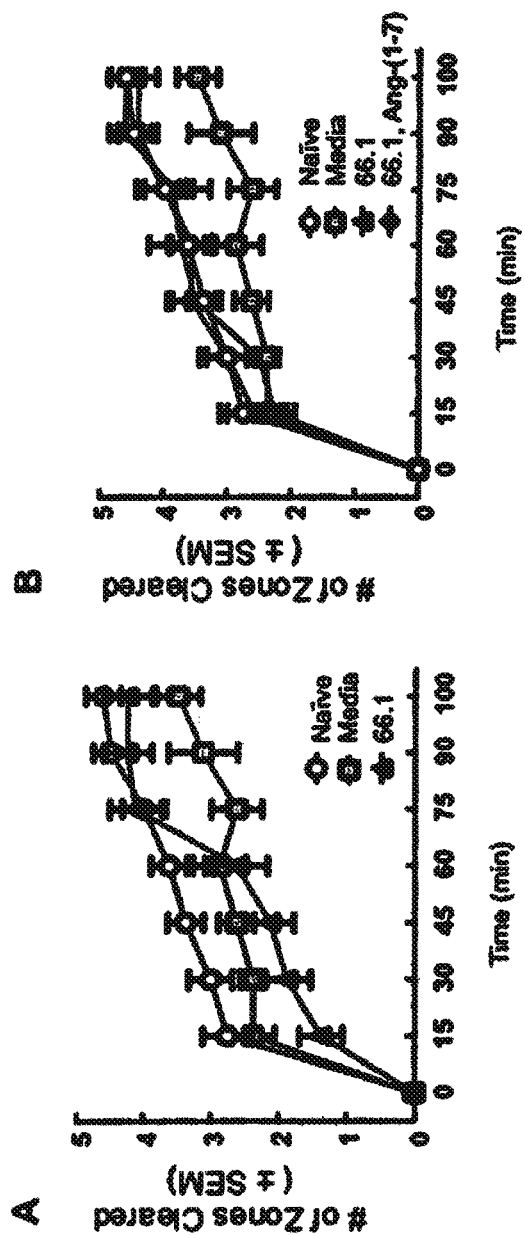 A
# of Zones Cleared
(± SEM)
5
4
3
2
1
0
0 15 30 45 60 75 90 100
Time (min)
Naïve
Media
66.1
B
# of Zones Cleared
(± SEM)
5
4
3
2
0
0 15 30 45 60 75 90 100
Time (min)
Naïve
Media
66.1
66.1, Ang-(1-7)